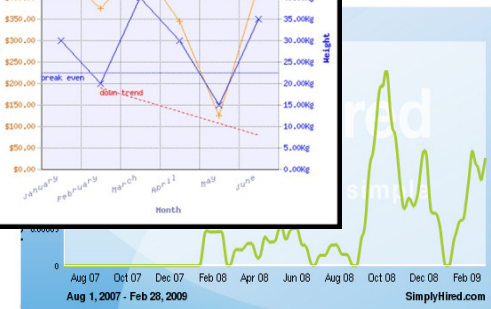 $350.00
$300.00
$250.00
$200.00
$150.00
$100.00
$50.00
$0.00
35.00Kg
30.00Kg
25.00Kg
20.00Kg
15.00Kg
10.00Kg
5.00Kg
0.00Kg
Weight
break even
down-trend
January February March April May June
Month
0
Aug 07 Oct 07 Dec 07 Feb 08 Apr 08 Jun 08 Aug 08 Oct 08 Dec 08 Feb 09
Aug 1, 2007 - Feb 28, 2009 SimplyHired.com